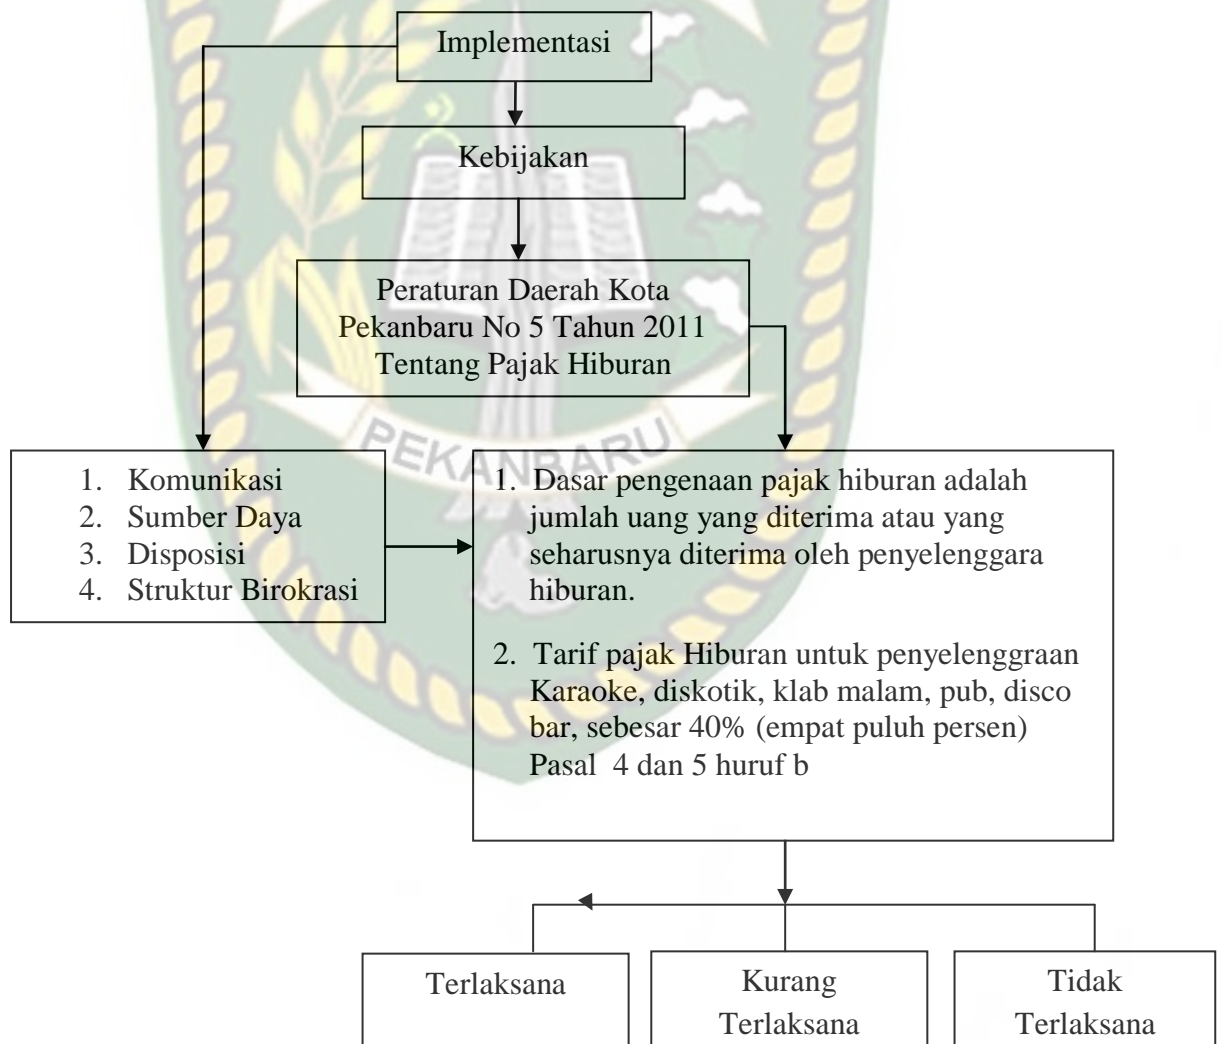 Implementasi
Kebijakan
Peraturan Daerah Kota
Pekanbaru No 5 Tahun 2011
Tentang Pajak Hiburan
PEKANBARU
1. Komunikasi
2. Sumber Daya
3. Disposisi
4. Struktur Birokrasi
1. Dasar pengenaan pajak hiburan adalah
jumlah uang yang diterima atau yang
seharusnya diterima oleh penyelenggara
hiburan.
2. Tarif pajak Hiburan untuk penyelenggraan
Karaoke, diskotik, klab malam, pub, disco
bar, sebesar 40% (empat puluh persen)
Pasal 4 dan 5 huruf b
Terlaksana
Kurang
Terlaksana
Tidak
Terlaksana